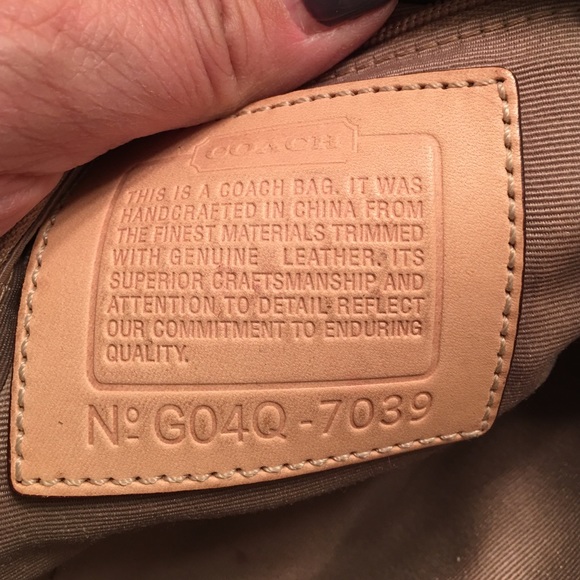 COACH
THIS IS A COACH BAG. IT WAS
HANDCRAFTED IN CHINA FROM
THE FINEST MATERIALS TRIMMED
WITH GENUINE LEATHER. ITS
SUPERIOR CRAFTSMANSHIP AND
ATTENTION TO DETAIL REFLECT
OUR COMMITMENT TO ENDURING
QUALITY.
Nº G04Q-7039